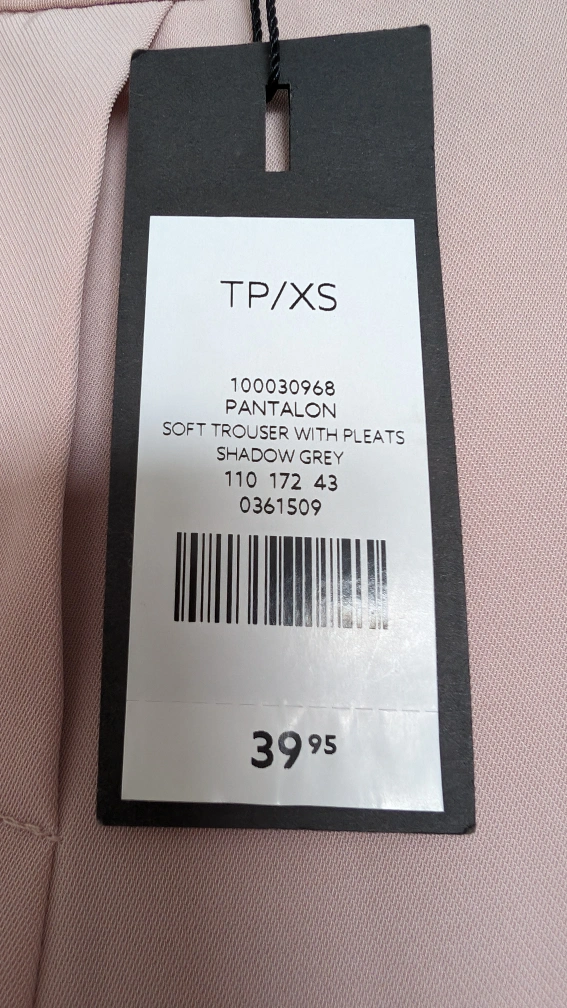 TP/XS
100030968
PANTALON
SOFT TROUSER WITH PLEATS
SHADOW GREY
110 172 43
0361509
39 95